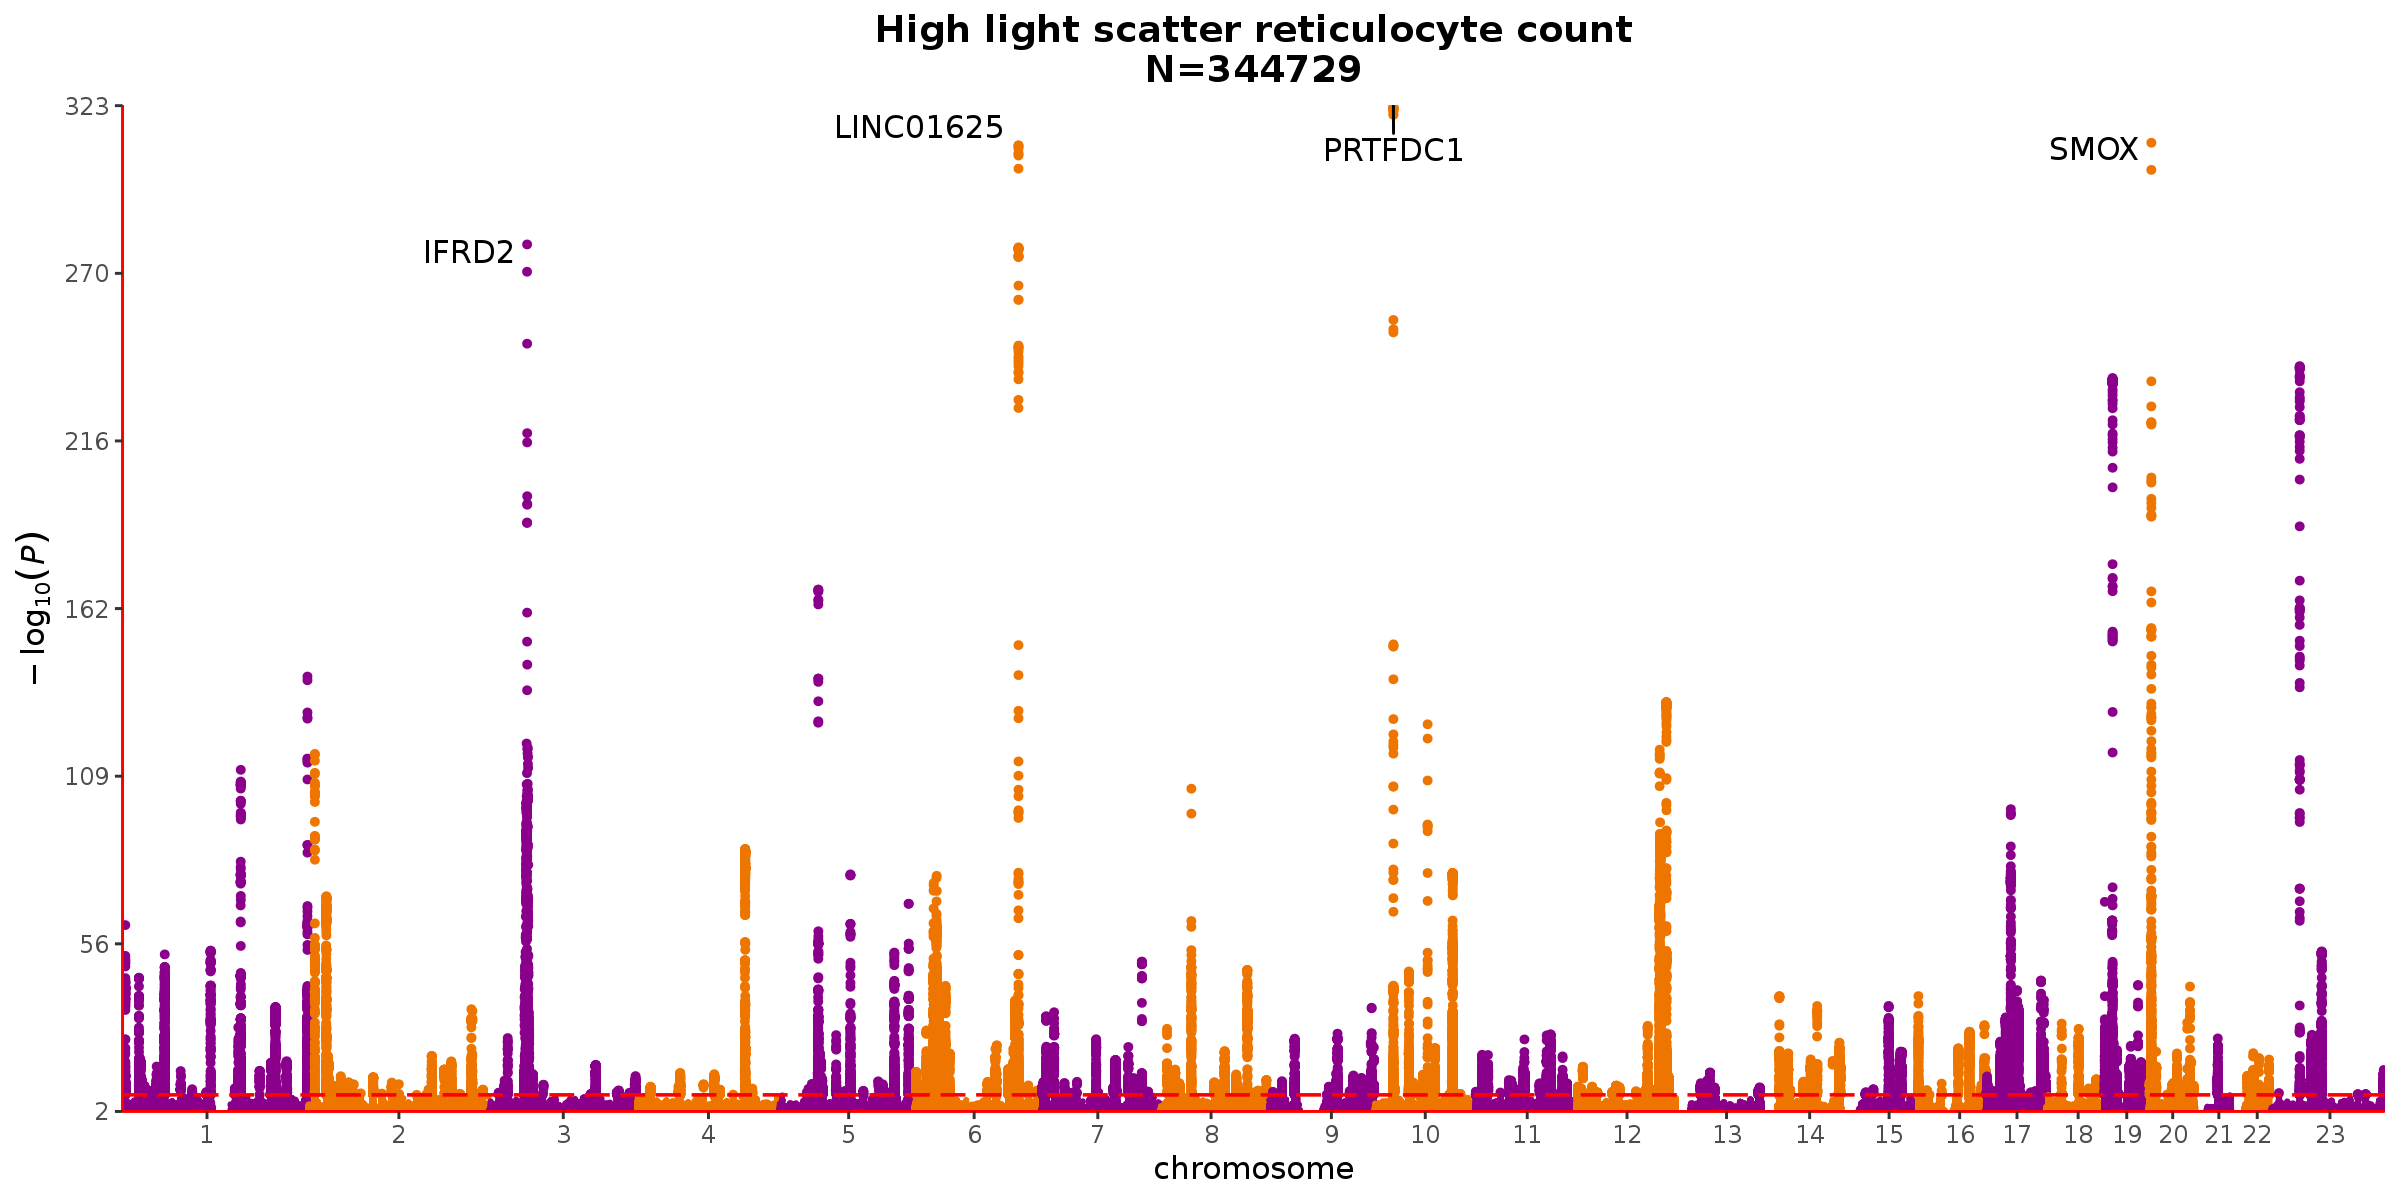 High light scatter reticulocyte count
N=344729
323
270
216
162
109
56
2
−log10(P)
LINC01625
PRTFDC1
SMOX
IFRD2
1 2 3 4 5 6 7 8 9 10 11 12 13 14 15 16 17 18 19 20 21 22 23
chromosome